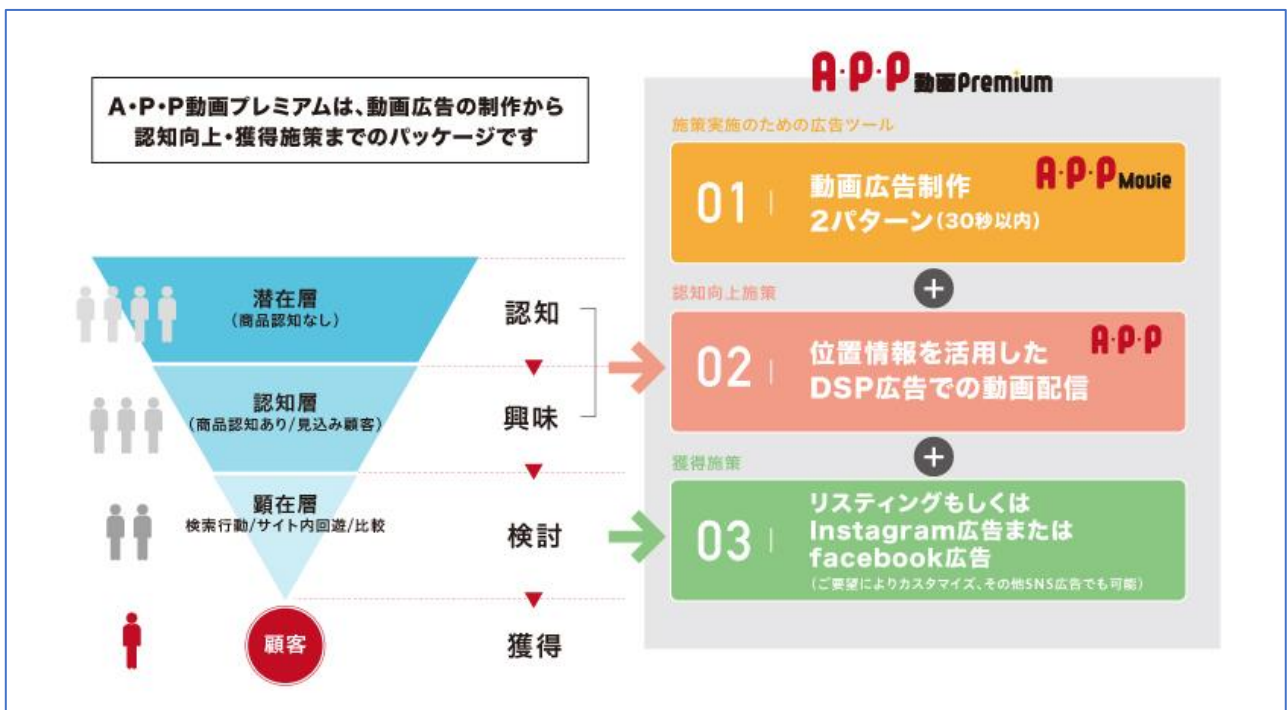 A・P・P動画プレミアムは、動画広告の制作から
認知向上・獲得施策までのパッケージです
潜在層
(商品認知なし)
認知層
(商品認知あり/見込み顧客)
顕在層
検索行動/サイト内回遊/比較
顧客
認知
興味
検討
獲得
A・P・P動画Premium
施策実施のための広告ツール
01
動画広告制作
2パターン(30秒以内)
A・P・P Movie
+
認知向上施策
02
位置情報を活用した
DSP広告での動画配信
A・P・P
+
獲得施策
03
リスティングもしくは
Instagram広告または
facebook広告
(ご要望によりカスタマイズ、その他SNS広告でも可能)